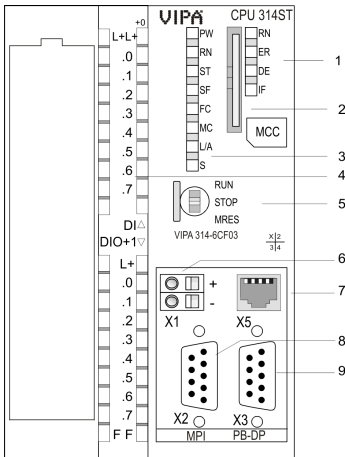 +0
VIPA CPU 314ST
L+L+
.0
.1
.2
.3
.4
.5
.6
.7
DI△
DIO+1▽
L+
.0
.1
.2
.3
.4
.5
.6
.7
F F
PW
RN
ST
SF
FC
MC
L/A
S
RN
ER
DE
IF
MCC
RUN
STOP
MRES
VIPA 314-6CF03
X 2
3 4
+
-
X1 X5
X2 X3
MPI PB-DP
1
2
3
4
5
6
7
8
9